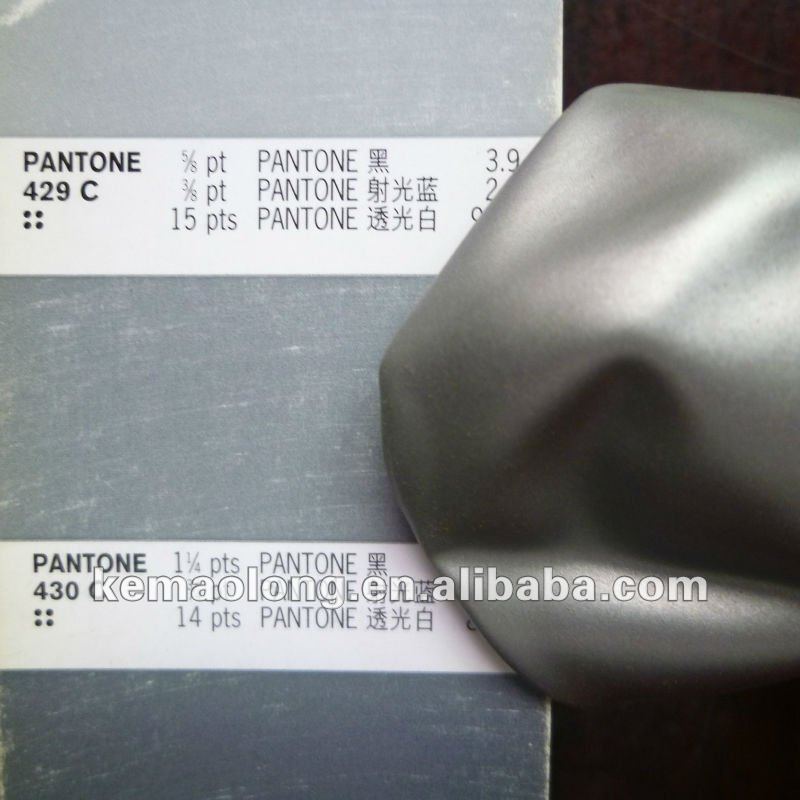 PANTONE 5/8 pt PANTONE 黑 3.9
429 C 3/8 pt PANTONE 射光蓝 2
15 pts PANTONE 透光白
PANTONE 1¼ pts PANTONE 黑
430 C
kemaolong.en.alibaba.com
14 pts PANTONE 透光白